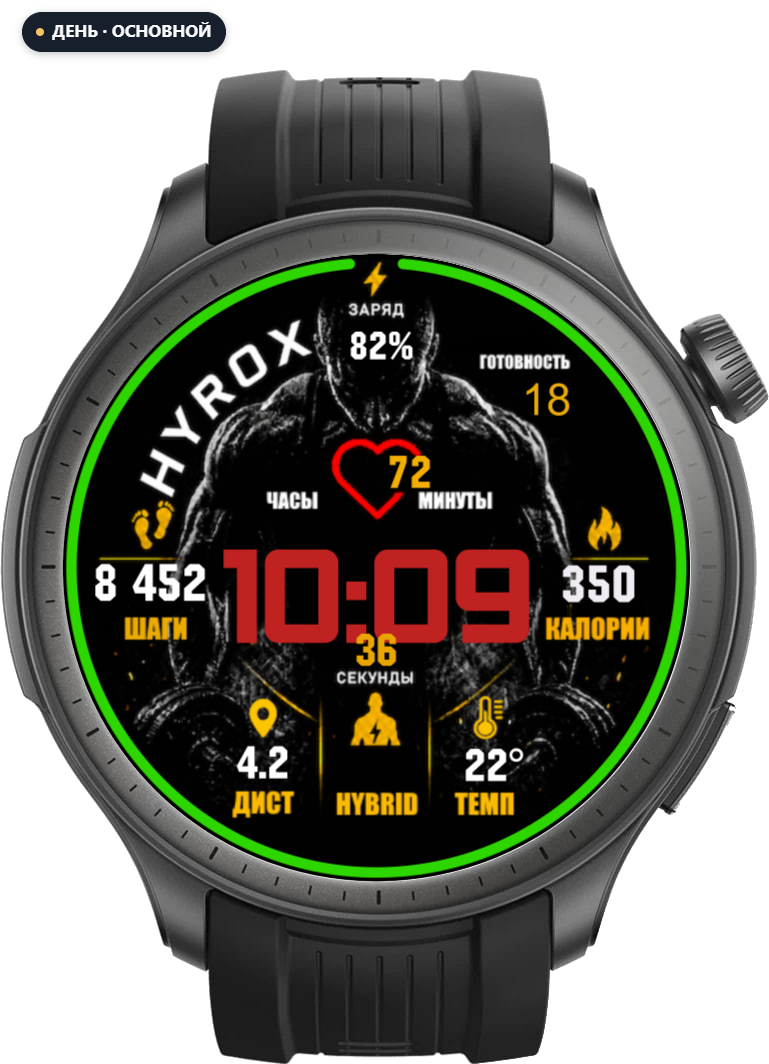 ДЕНЬ · ОСНОВНОЙ
ЗАРЯД
82%
HYROX
ГОТОВНОСТЬ
18
72
ЧАСЫ
МИНУТЫ
10:09
8 452
ШАГИ
350
КАЛОРИИ
36
СЕКУНДЫ
4.2
ДИСТ
HYBRID
22°
ТЕМП